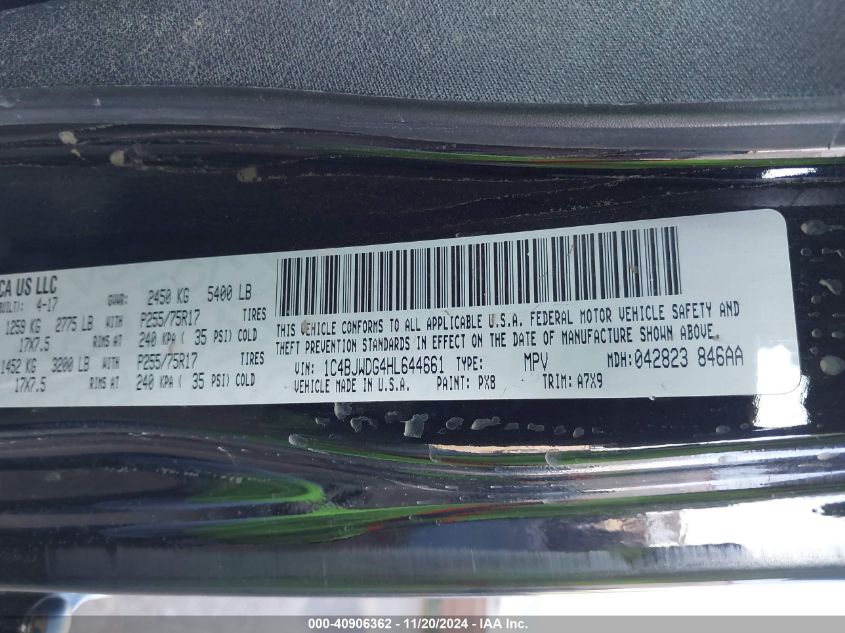 CA US LLC
BUILT): 4-17 GVWR: 2450 KG 5400 LB
1259 KG 2775 LB WITH P255/75R17 TIRES
17X7.5 RIMS AT 240 KPA ( 35 PSI) COLD
1452 KG 3200 LB WITH P255/75R17 TIRES
17X7.5 RIMS AT 240 KPA ( 35 PSI) COLD
THIS VEHICLE CONFORMS TO ALL APPLICABLE U.S.A. FEDERAL MOTOR VEHICLE SAFETY AND
THEFT PREVENTION STANDARDS IN EFFECT ON THE DATE OF MANUFACTURE SHOWN ABOVE.
VIN: 1C4BJWDG4HL644661 TYPE: MPV MDH: 042823 846AA
VEHICLE MADE IN U.S.A. PAINT: PX8 TRIM: A7X9
000-40906362 - 11/20/2024 - IAA Inc.